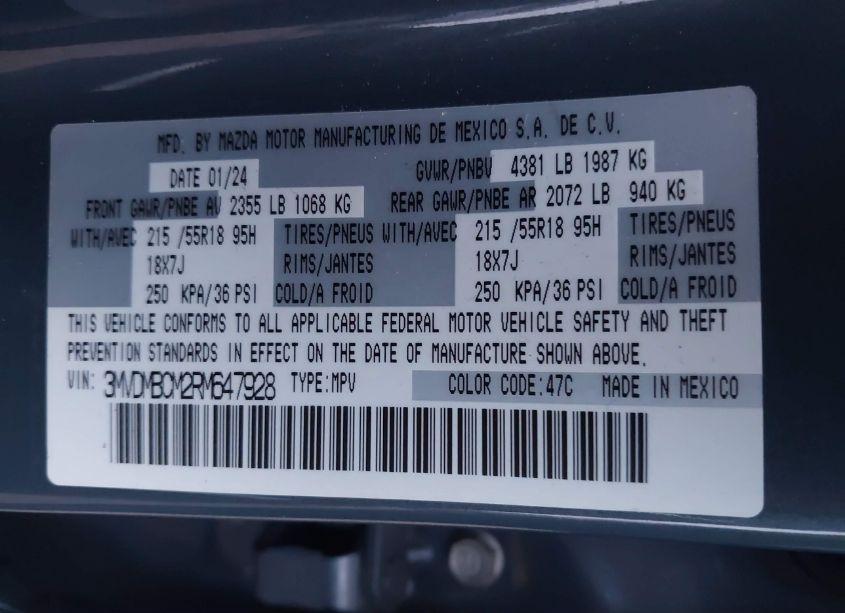 MFD. BY MAZDA MOTOR MANUFACTURING DE MEXICO S.A. DE C.V.
DATE 01/24 GVWR/PNBV 4381 LB 1987 KG
FRONT GAWR/PNBE AV 2355 LB 1068 KG REAR GAWR/PNBE AR 2072 LB 940 KG
WITH/AVEC 215 /55R18 95H TIRES/PNEUS WITH/AVEC 215 /55R18 95H TIRES/PNEUS
18X7J RIMS/JANTES 18X7J RIMS/JANTES
250 KPA/36 PSI COLD/A FROID 250 KPA/36 PSI COLD/A FROID
THIS VEHICLE CONFORMS TO ALL APPLICABLE FEDERAL MOTOR VEHICLE SAFETY AND THEFT
PREVENTION STANDARDS IN EFFECT ON THE DATE OF MANUFACTURE SHOWN ABOVE.
VIN: 3MVDMBCM2RM647928 TYPE:MPV COLOR CODE:47C MADE IN MEXICO